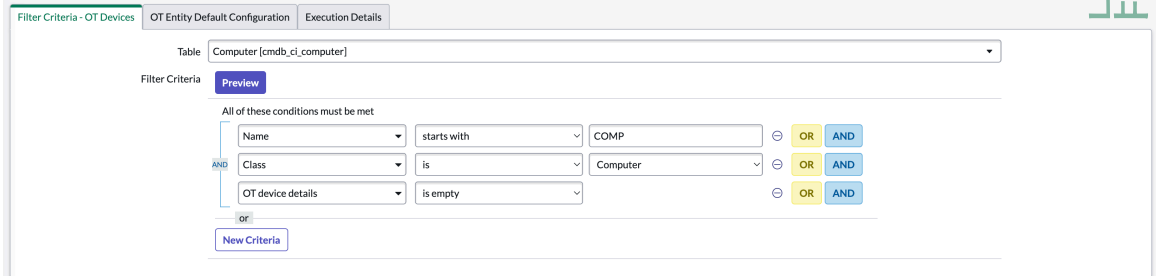 Filter Criteria - OT Devices OT Entity Default Configuration Execution Details
Table Computer [cmdb_ci_computer]
Filter Criteria Preview
All of these conditions must be met
Name starts with COMP OR AND
AND Class is Computer OR AND
OT device details is empty OR AND
or
New Criteria